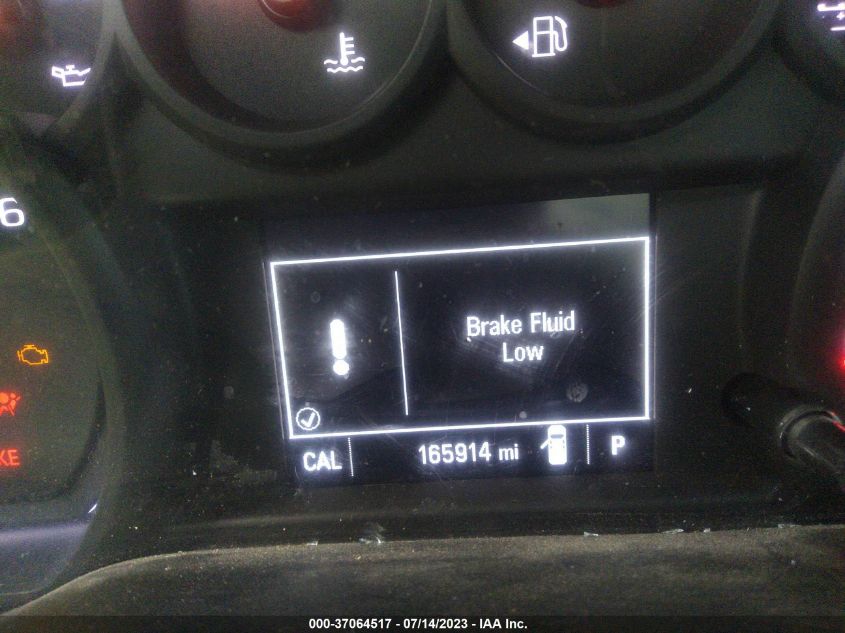 6
Brake Fluid
Low
KE
CAL 165914 mi P
000-37064517 - 07/14/2023 - IAA Inc.